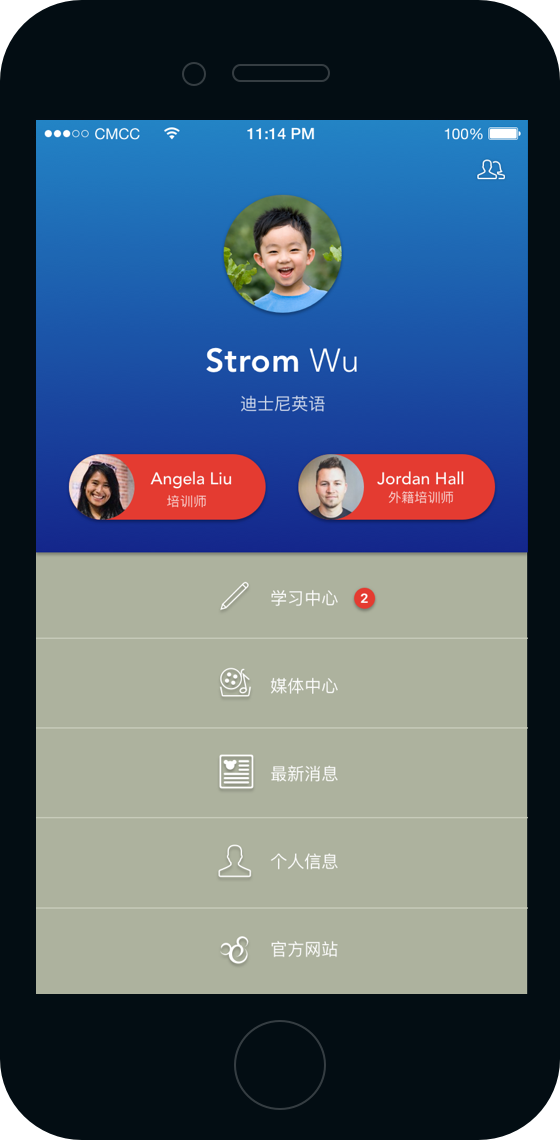 CMCC 11:14 PM 100%
Strom Wu
迪士尼英语
Angela Liu
培训师
Jordan Hall
外籍培训师
学习中心 2
媒体中心
最新消息
个人信息
官方网站